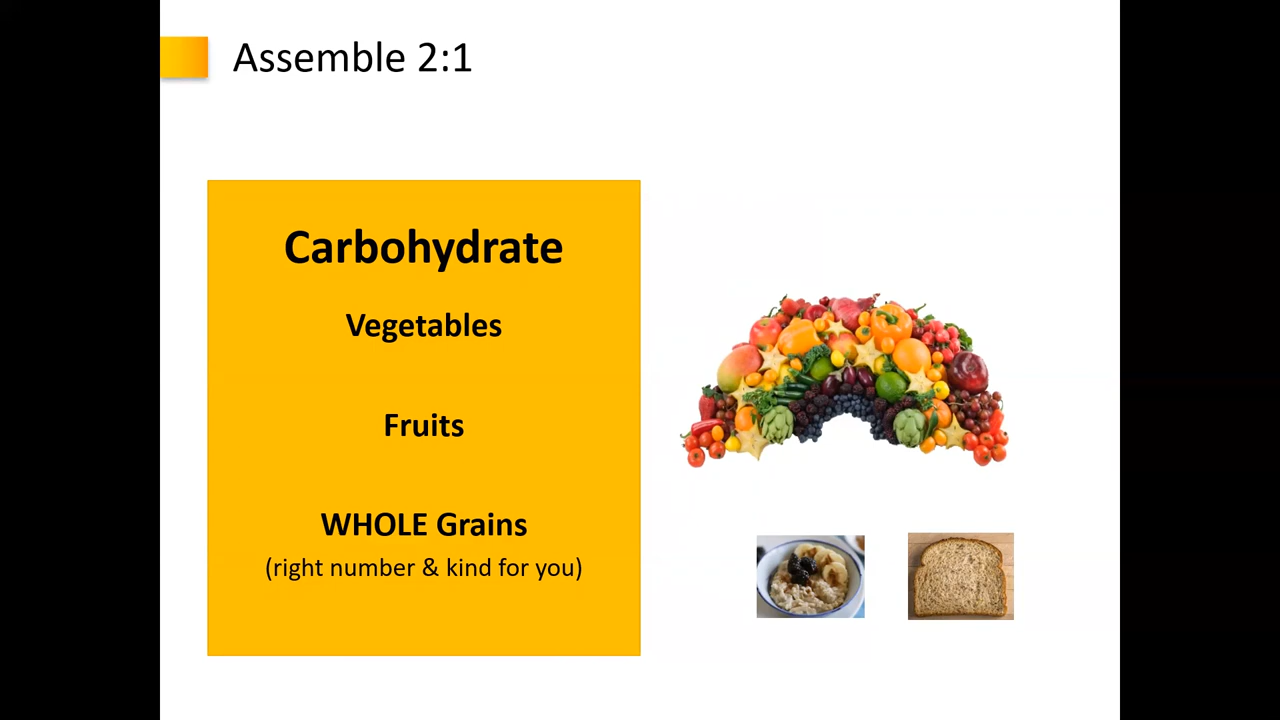 Assemble 2:1
Carbohydrate
Vegetables
Fruits
WHOLE Grains
(right number & kind for you)